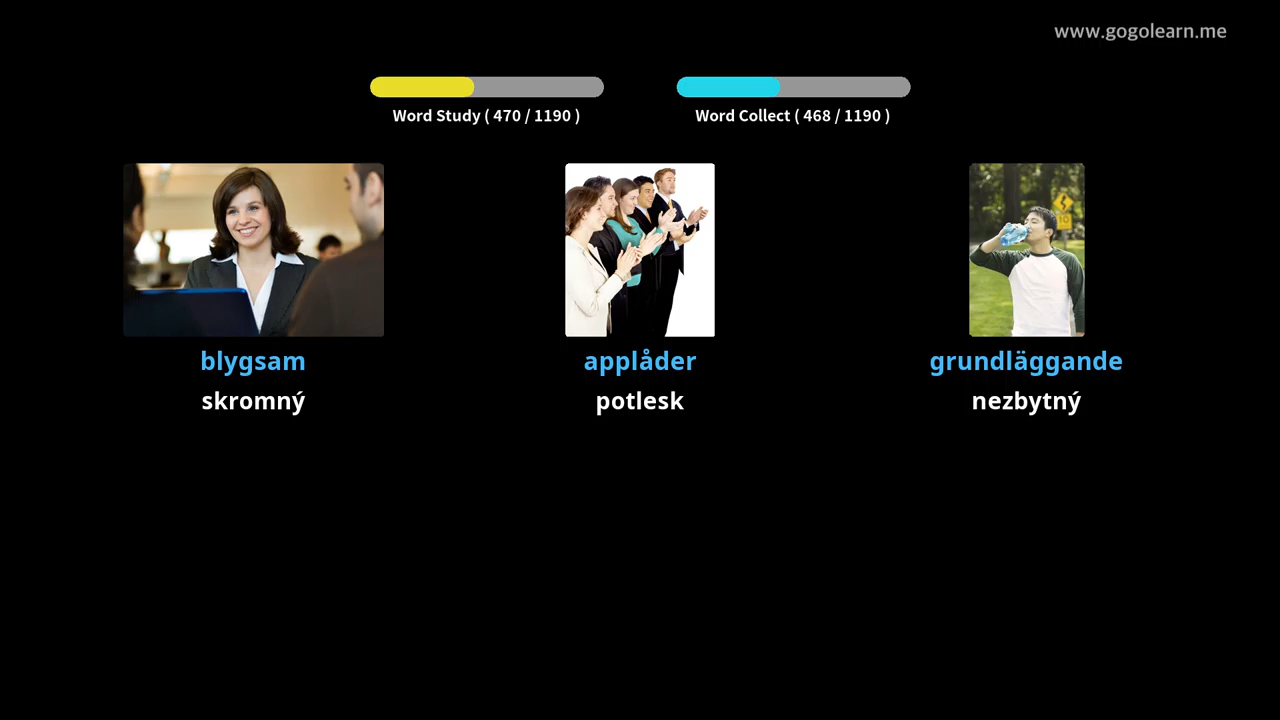 www.gogolearn.me
Word Study ( 470 / 1190 )
Word Collect ( 468 / 1190 )
blygsam
applåder
grundläggande
skromný
potlesk
nezbytný